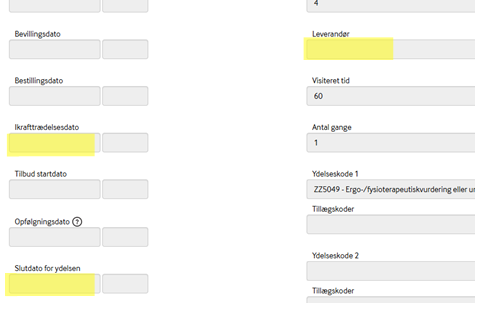 4
Bevillingsdato
Leverandør
Bestillingsdato
Visiteret tid
60
Ikrafttrædelsesdato
Antal gange
1
Tilbud startdato
Ydelseskode 1
ZZ5049 - Ergo-/fysioterapeutiskvurdering eller
Tillægskoder
Opfølgningsdato ?
Ydelseskode 2
Slutdato for ydelsen
Tillægskoder